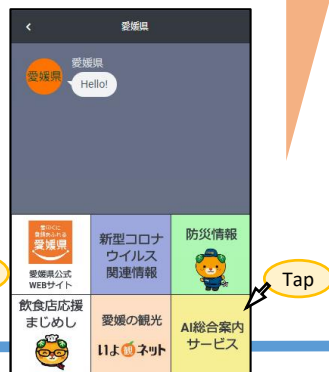 愛媛県
愛媛県
愛媛県
Hello!
愛媛県
愛媛県公式
WEBサイト
新型コロナ
ウイルス
関連情報
防災情報
飲食店応援
まじめし
愛媛の観光
いよ観ネット
AI総合案内
サービス
Tap